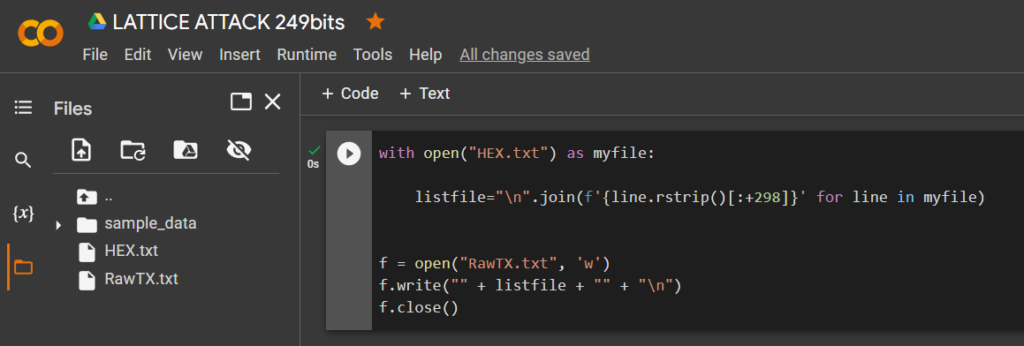 LATTICE ATTACK 249bits
File Edit View Insert Runtime Tools Help All changes saved
+ Code + Text
Files
{x}
..
sample_data
HEX.txt
RawTX.txt
0s
with open("HEX.txt") as myfile:
listfile="\n".join(f'{line.rstrip()[:+298]}' for line in myfile)
f = open("RawTX.txt", 'w')
f.write("" + listfile + "" + "\n")
f.close()